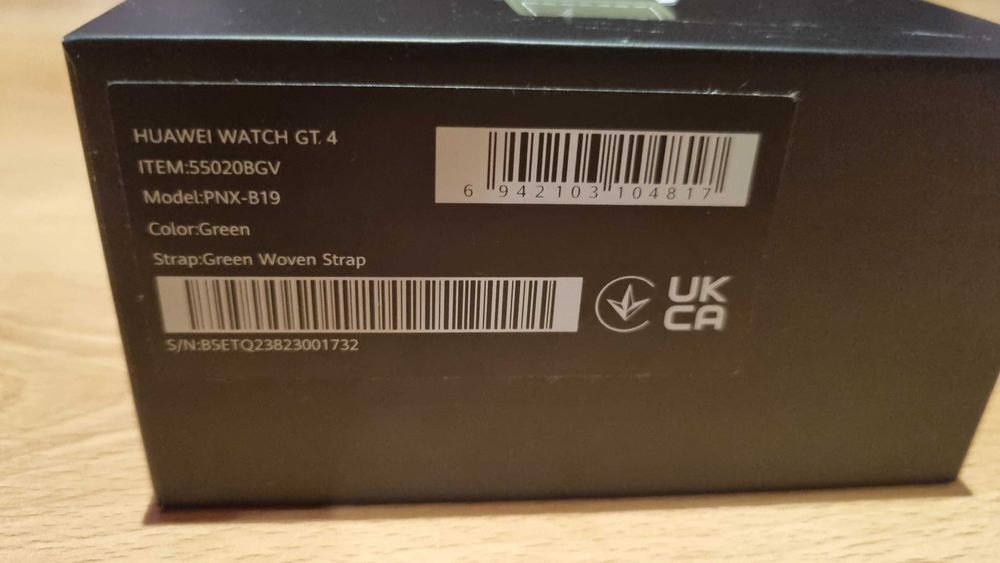 HUAWEI WATCH GT 4
ITEM:55020BGV
Model:PNX-B19
Color:Green
Strap:Green Woven Strap
S/N:BSETQ23823001732
6 942103 104817
UK
CA